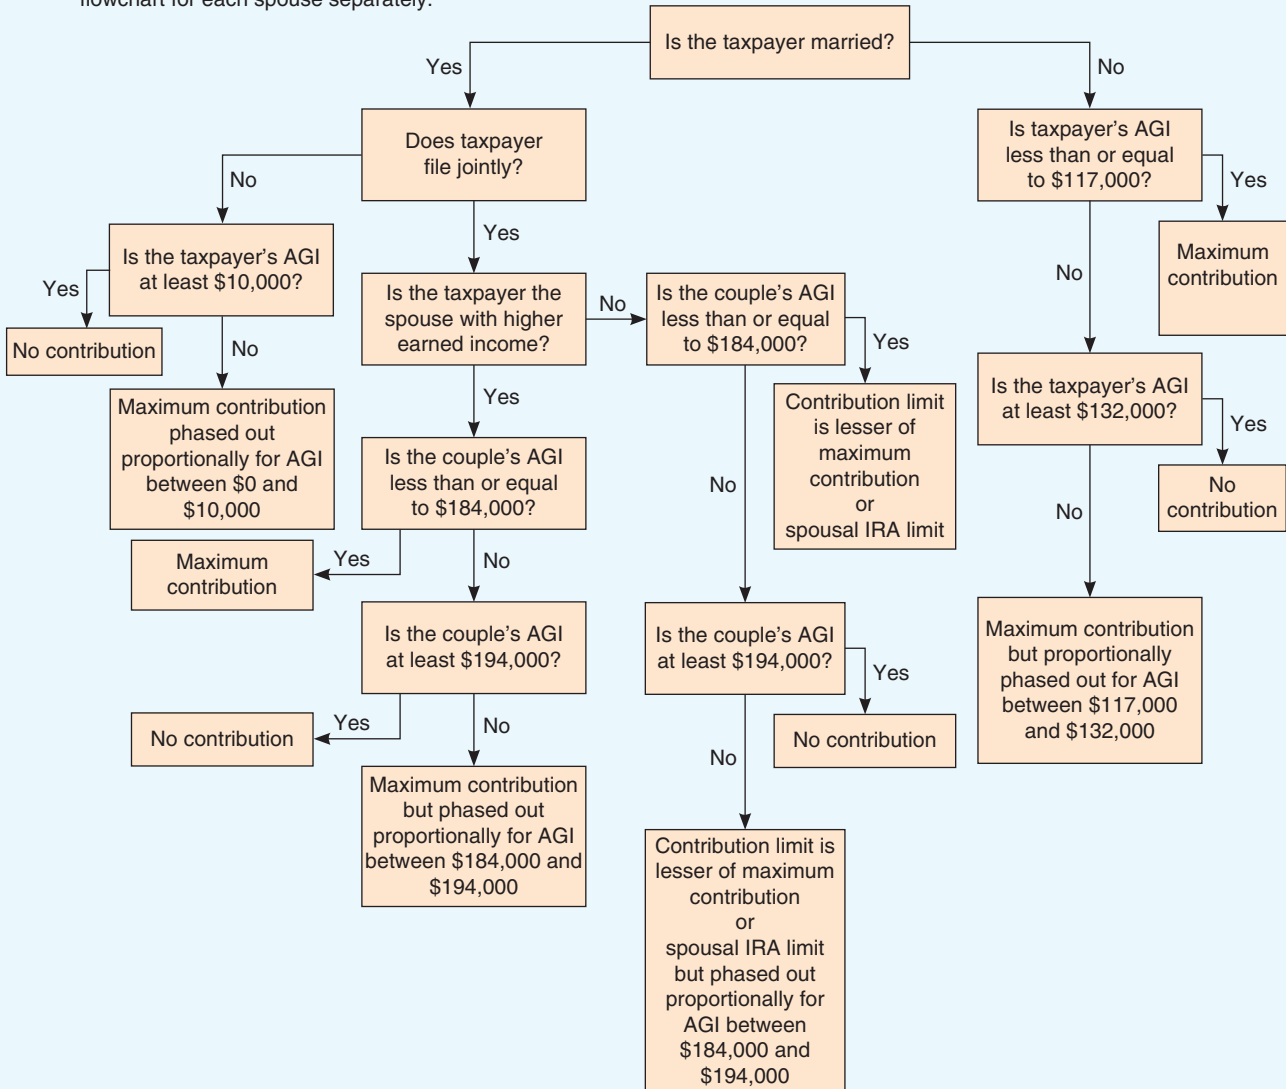 flowchart for each spouse separately.
Is the taxpayer married?
Yes
No
Does taxpayer
file jointly?
Is taxpayer's AGI
less than or equal
to $117,000?
No
Yes
Yes
Maximum
contribution
Is the taxpayer's AGI
at least $10,000?
Yes
No contribution
No
Maximum contribution
phased out
proportionally for AGI
between $0 and
$10,000
Is the taxpayer the
spouse with higher
earned income?
No
Is the couple's AGI
less than or equal
to $184,000?
Yes
Contribution limit
is lesser of
maximum
contribution
or
spousal IRA limit
No
Is the taxpayer's AGI
at least $132,000?
Yes
No
contribution
No
Yes
Is the couple's AGI
less than or equal
to $184,000?
Yes
Maximum
contribution
No
Is the couple's AGI
at least $194,000?
Yes
No contribution
No
Maximum contribution
but phased out
proportionally for AGI
between $184,000 and
$194,000
No
Is the couple's AGI
at least $194,000?
Yes
No contribution
No
Contribution limit is
lesser of maximum
contribution
or
spousal IRA limit
but phased out
proportionally for
AGI between
$184,000 and
$194,000
Maximum contribution
but proportionally
phased out for AGI
between $117,000
and $132,000